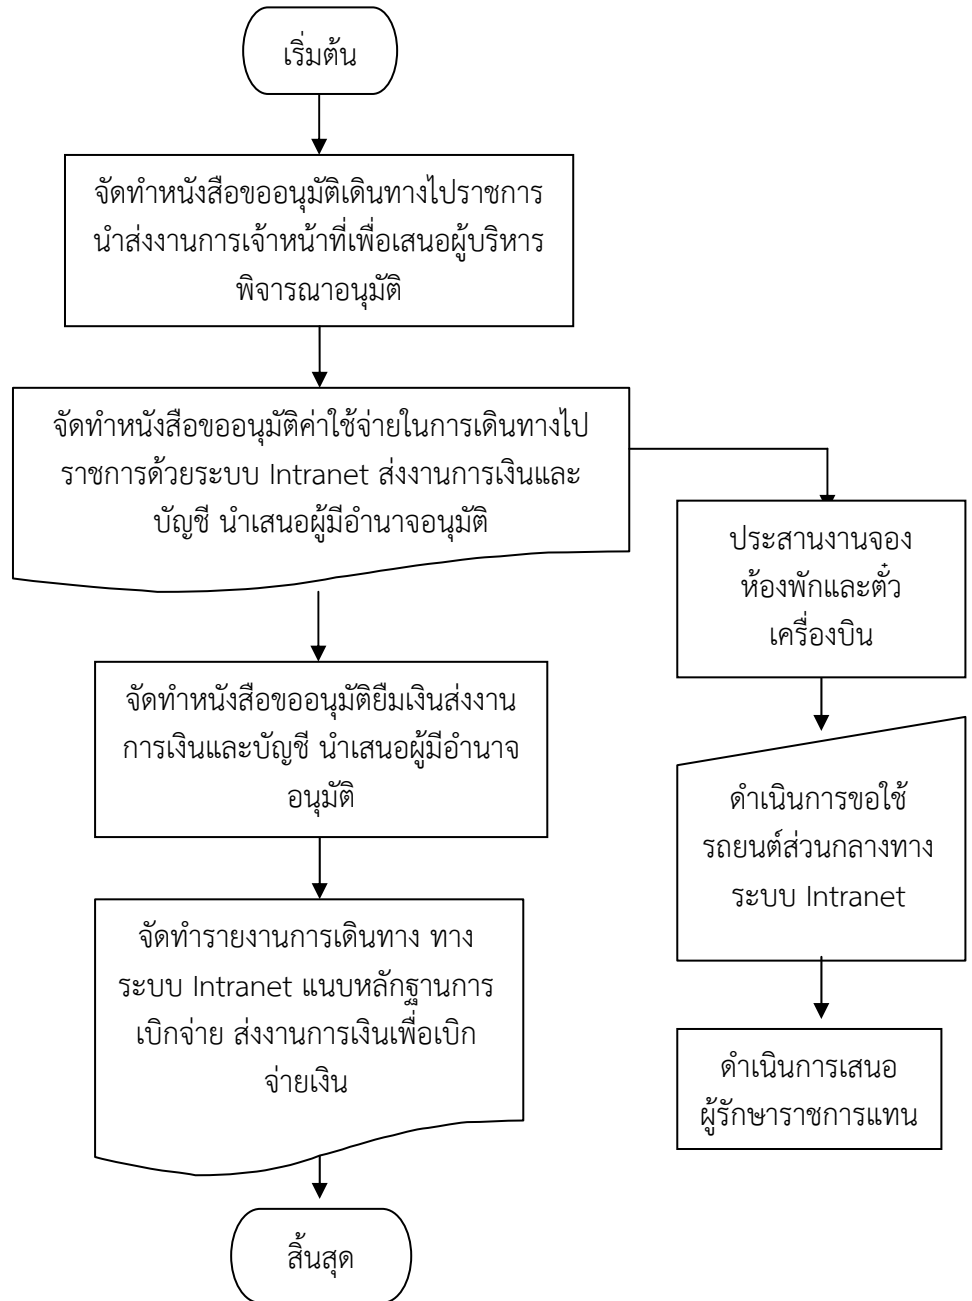 เริ่มต้น
จัดทำหนังสือขออนุมัติเดินทางไปราชการ
นำส่งงานการเจ้าหน้าที่เพื่อเสนอผู้บริหาร
พิจารณาอนุมัติ
จัดทำหนังสือขออนุมัติค่าใช้จ่ายในการเดินทางไป
ราชการด้วยระบบ Intranet ส่งงานการเงินและ
บัญชี นำเสนอผู้มีอำนาจอนุมัติ
ประสานงานจอง
ห้องพักและตั๋ว
เครื่องบิน
จัดทำหนังสือขออนุมัติยืมเงินส่งงาน
การเงินและบัญชี นำเสนอผู้มีอำนาจ
อนุมัติ
ดำเนินการขอใช้
รถยนต์ส่วนกลางทาง
ระบบ Intranet
จัดทำรายงานการเดินทาง ทาง
ระบบ Intranet แนบหลักฐานการ
เบิกจ่าย ส่งงานการเงินเพื่อเบิก
จ่ายเงิน
ดำเนินการเสนอ
ผู้รักษาราชการแทน
สิ้นสุด